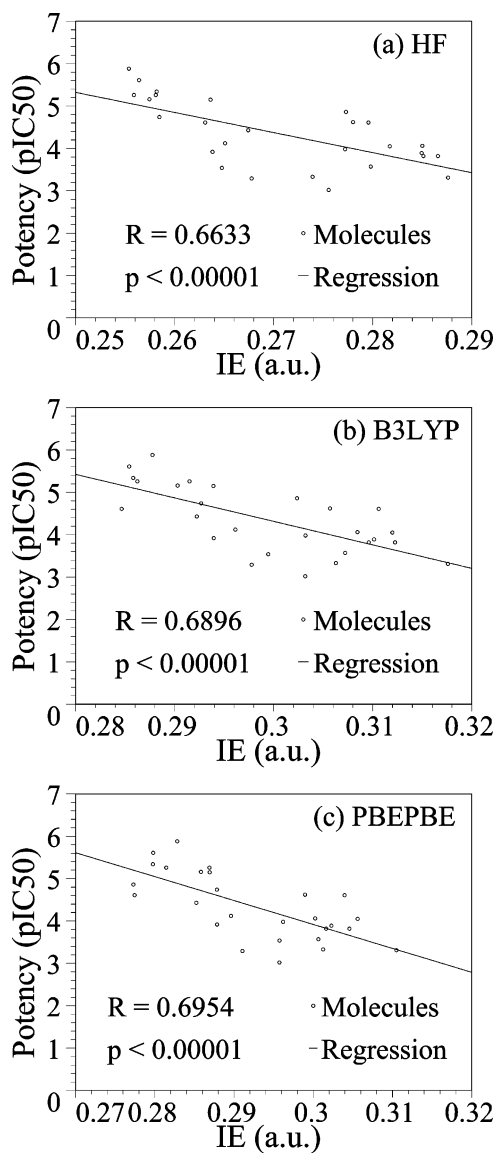 (a) HF
Potency (pIC50)
7
6
5
4
3
2
1
0
R = 0.6633
p < 0.00001
Molecules
Regression
0.25 0.26 0.27 0.28 0.29
IE (a.u.)
(b) B3LYP
Potency (pIC50)
7
6
5
4
3
2
1
0
R = 0.6896
p < 0.00001
Molecules
Regression
0.28 0.29 0.3 0.31 0.32
IE (a.u.)
(c) PBEPBE
Potency (pIC50)
7
6
5
4
3
2
1
0
R = 0.6954
p < 0.00001
Molecules
Regression
0.27 0.28 0.29 0.3 0.31 0.32
IE (a.u.)